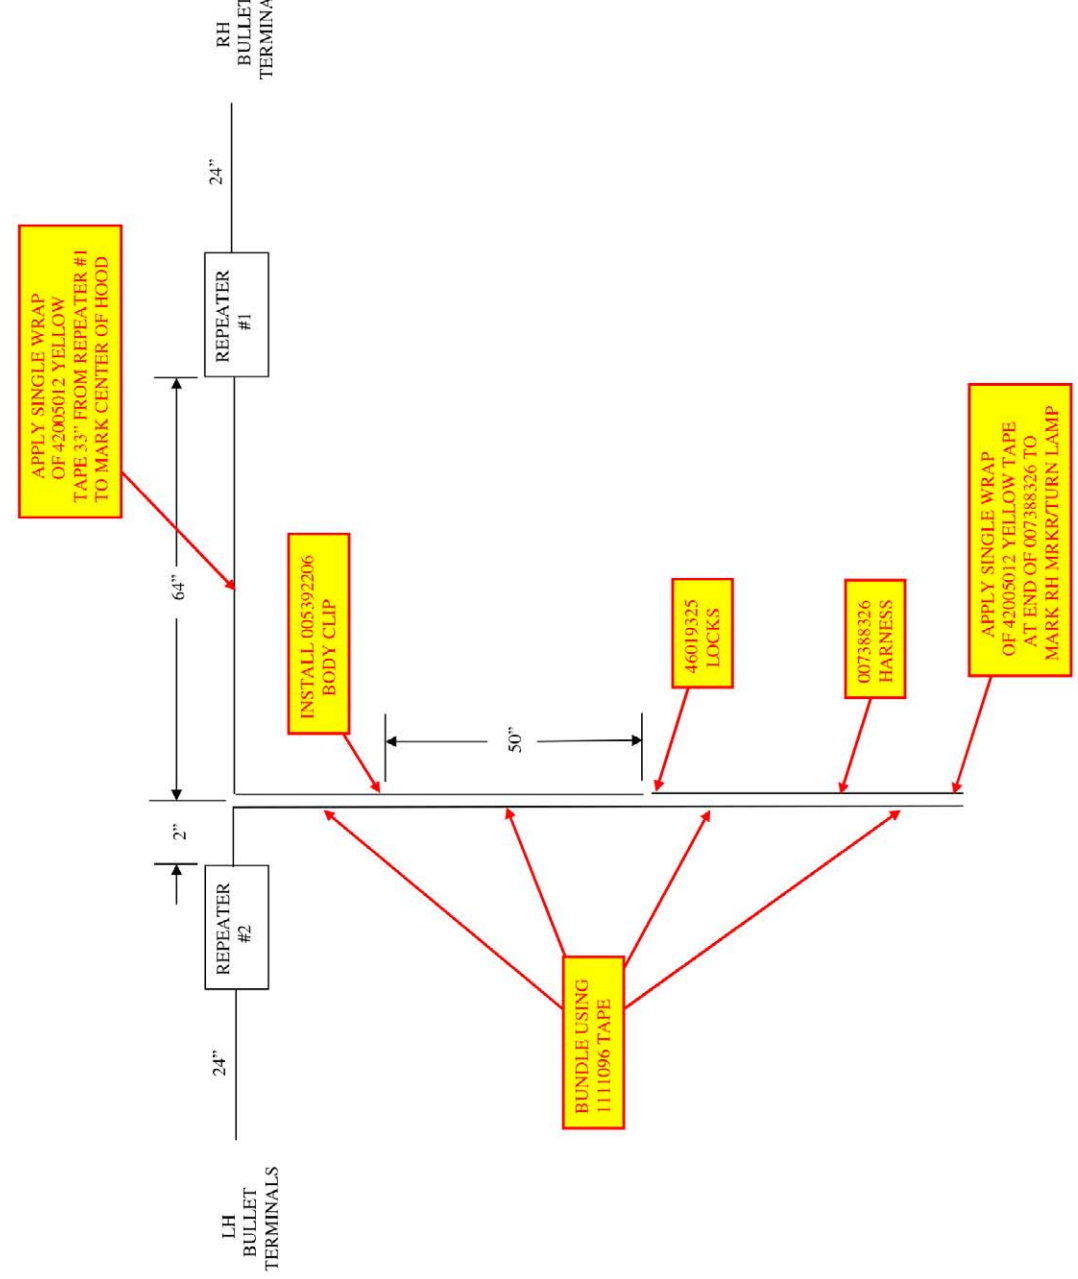 LH
BULLET
TERMINALS
24”
REPEATER
#2
2”
64”
APPLY SINGLE WRAP
OF 42005012 YELLOW
TAPE 33" FROM REPEATER #1
TO MARK CENTER OF HOOD
REPEATER
#1
24”
RH
BULLET
TERMINA
INSTALL 005392206
BODY CLIP
50”
BUNDLE USING
1111096 TAPE
46019325
LOCKS
007388326
HARNESS
APPLY SINGLE WRAP
OF 42005012 YELLOW TAPE
AT END OF 007388326 TO
MARK RH MRKR/TURN LAMP